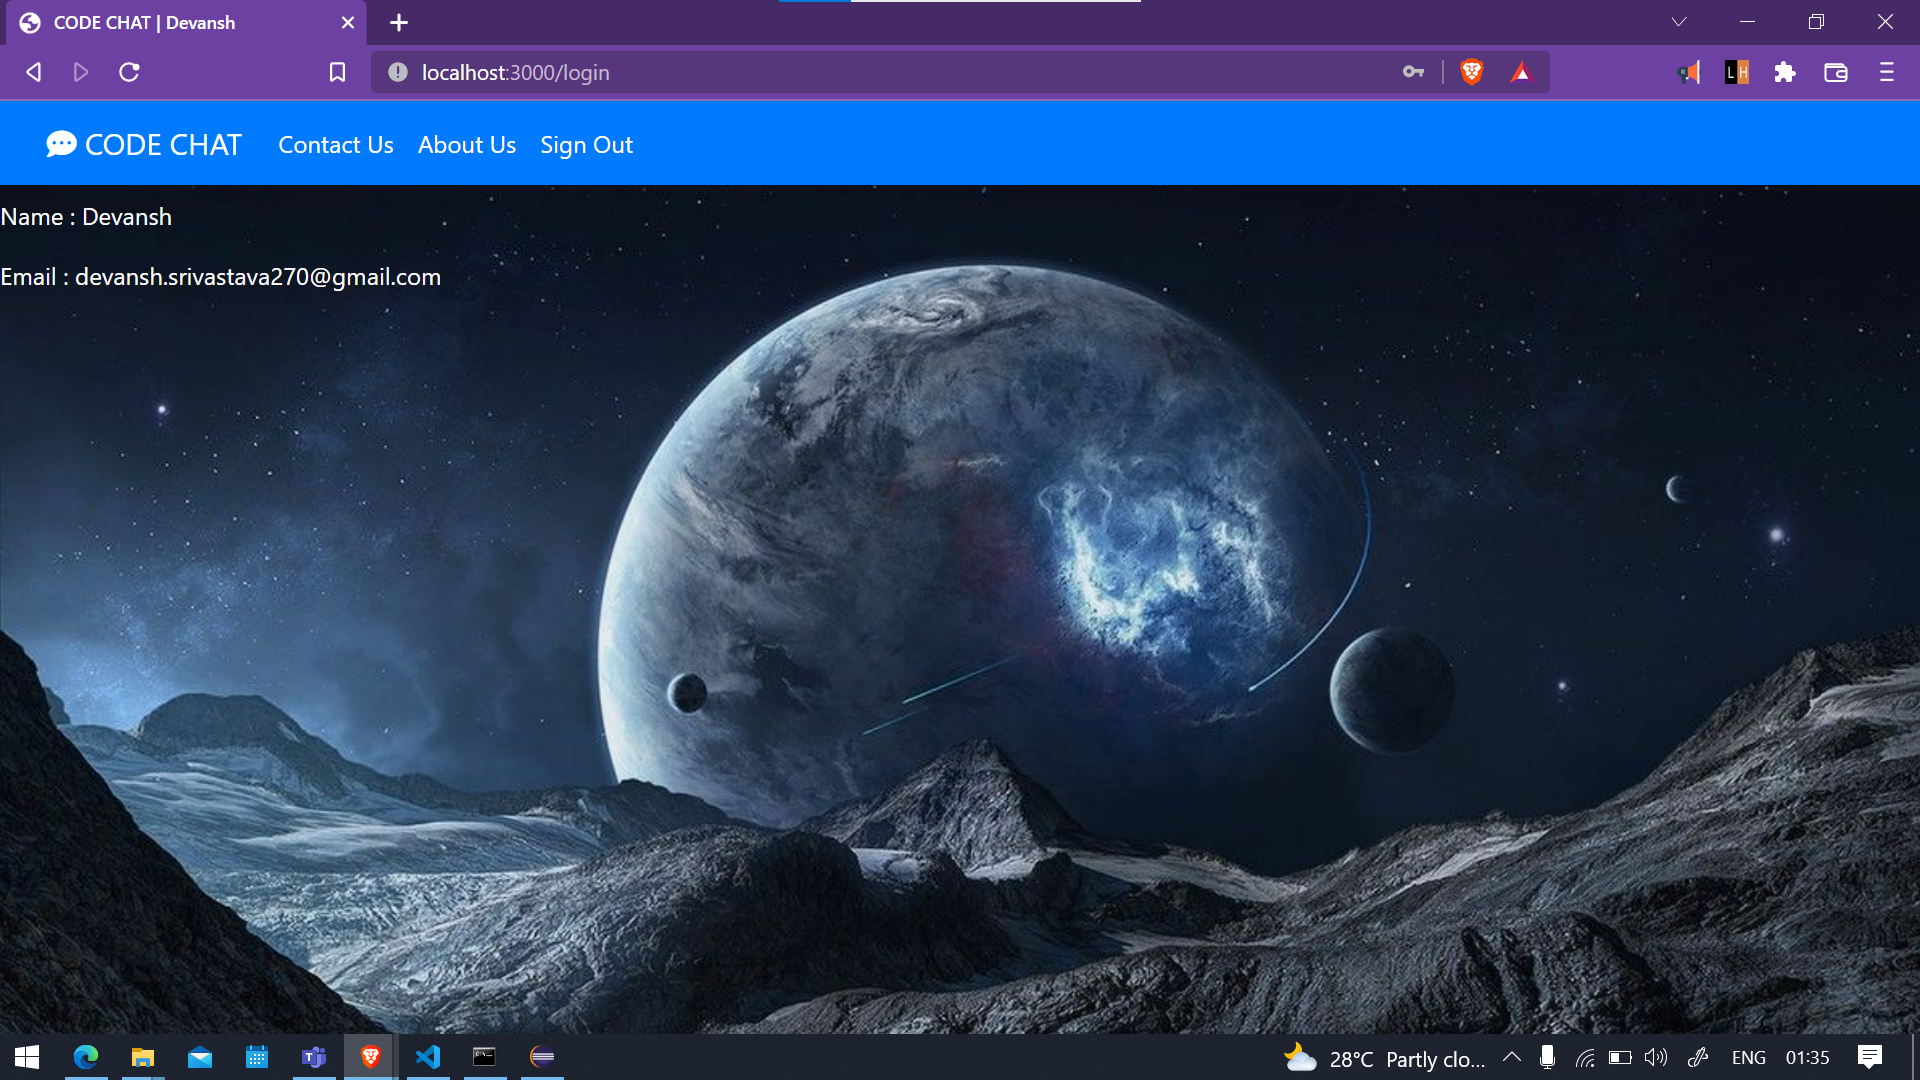 CODE CHAT | Devansh
localhost:3000/login
L H
CODE CHAT Contact Us About Us Sign Out
Name : Devansh
Email : devansh.srivastava270@gmail.com
28°C Partly clo... ENG 01:35